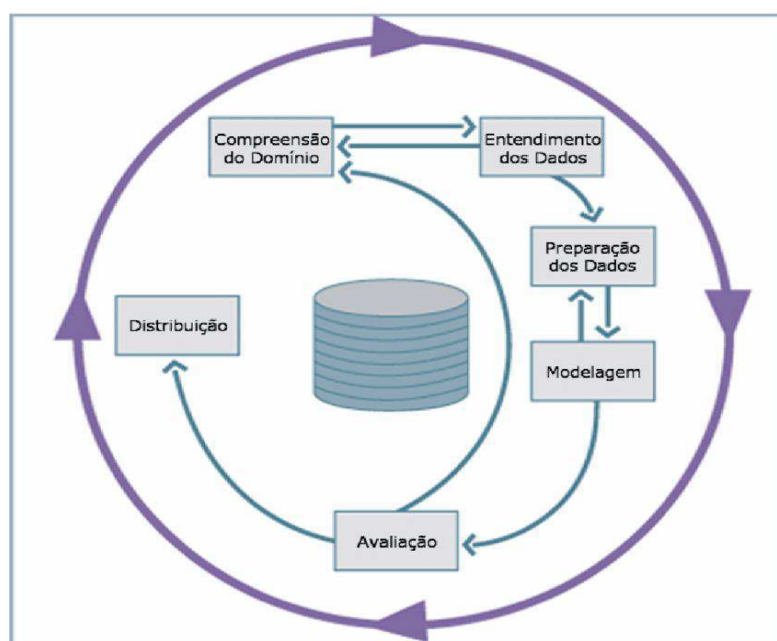 Compreensão
do Domínio
Entendimento
dos Dados
Preparação
dos Dados
Distribuição
Modelagem
Avaliação